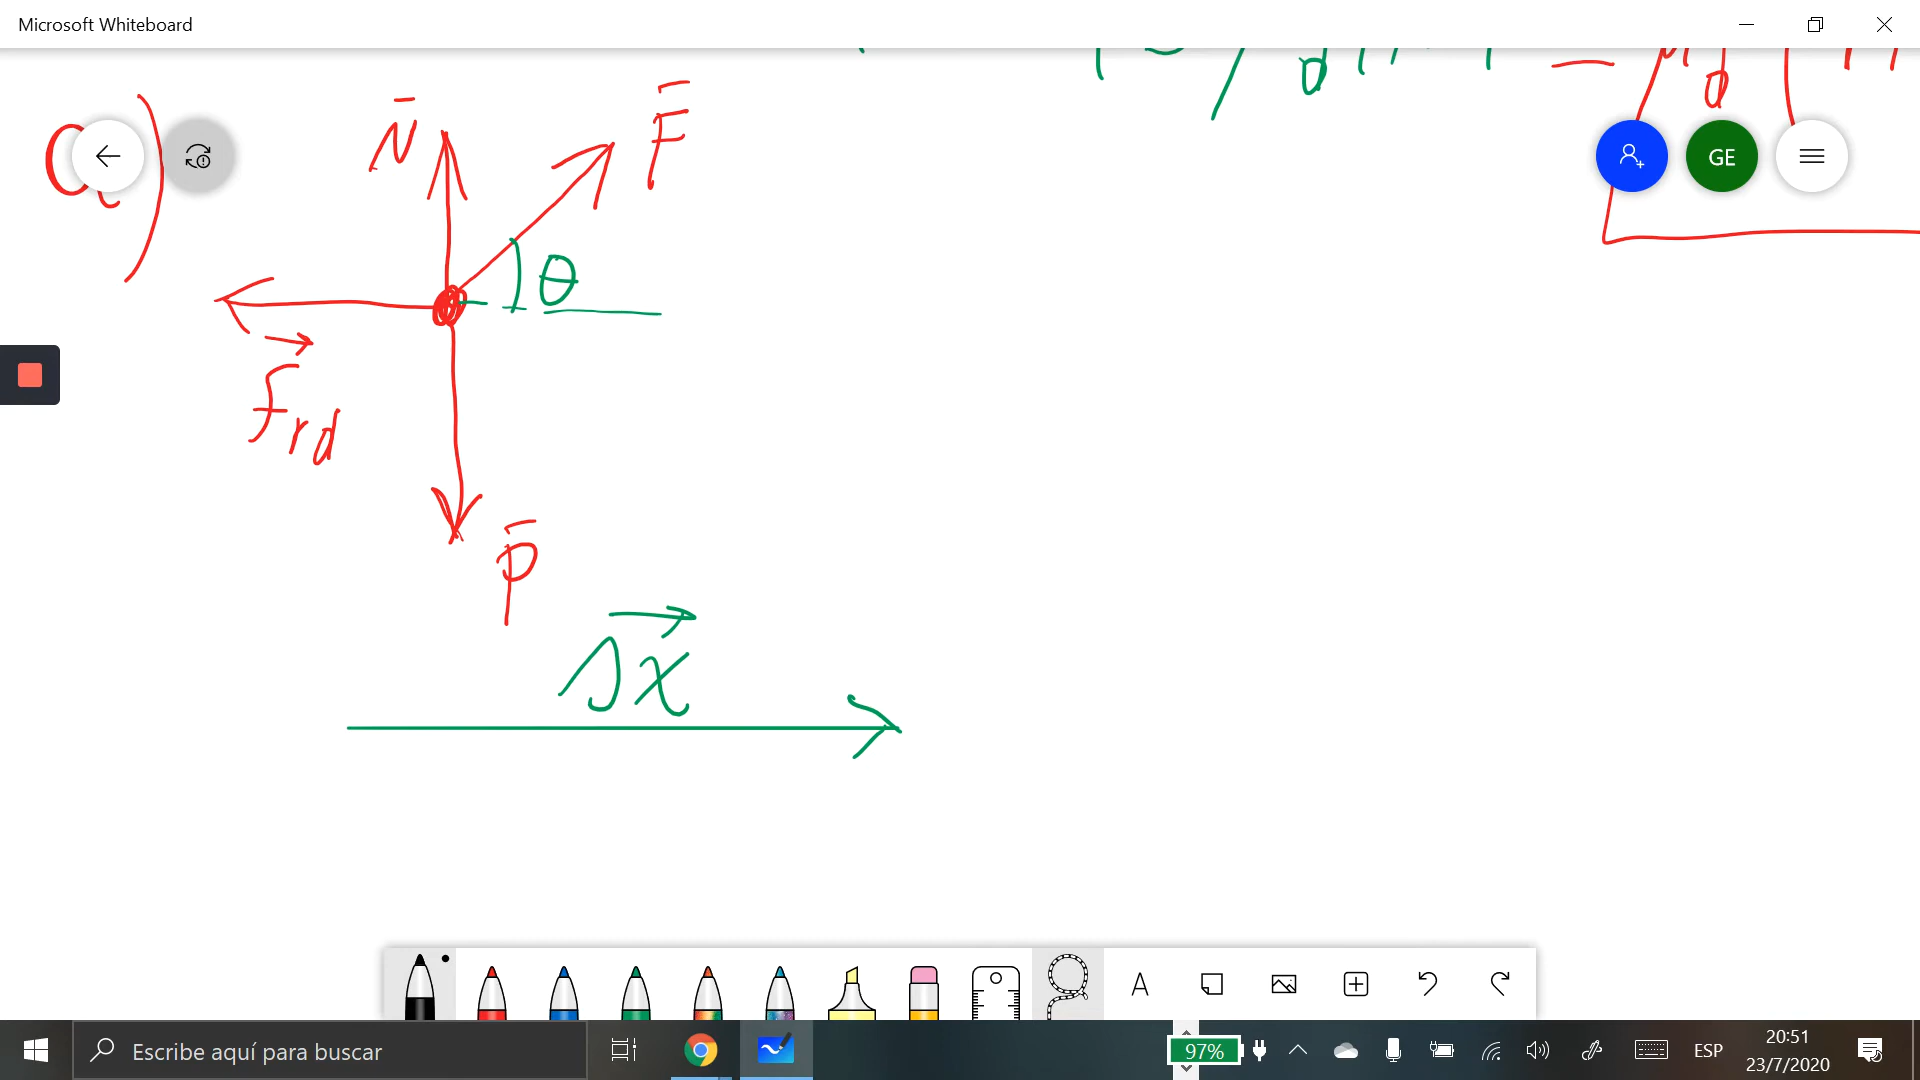 Microsoft Whiteboard
a)
N
F
GE
θ
frd
P
Δx
A
Escribe aquí para buscar
97%
ESP
20:51
23/7/2020